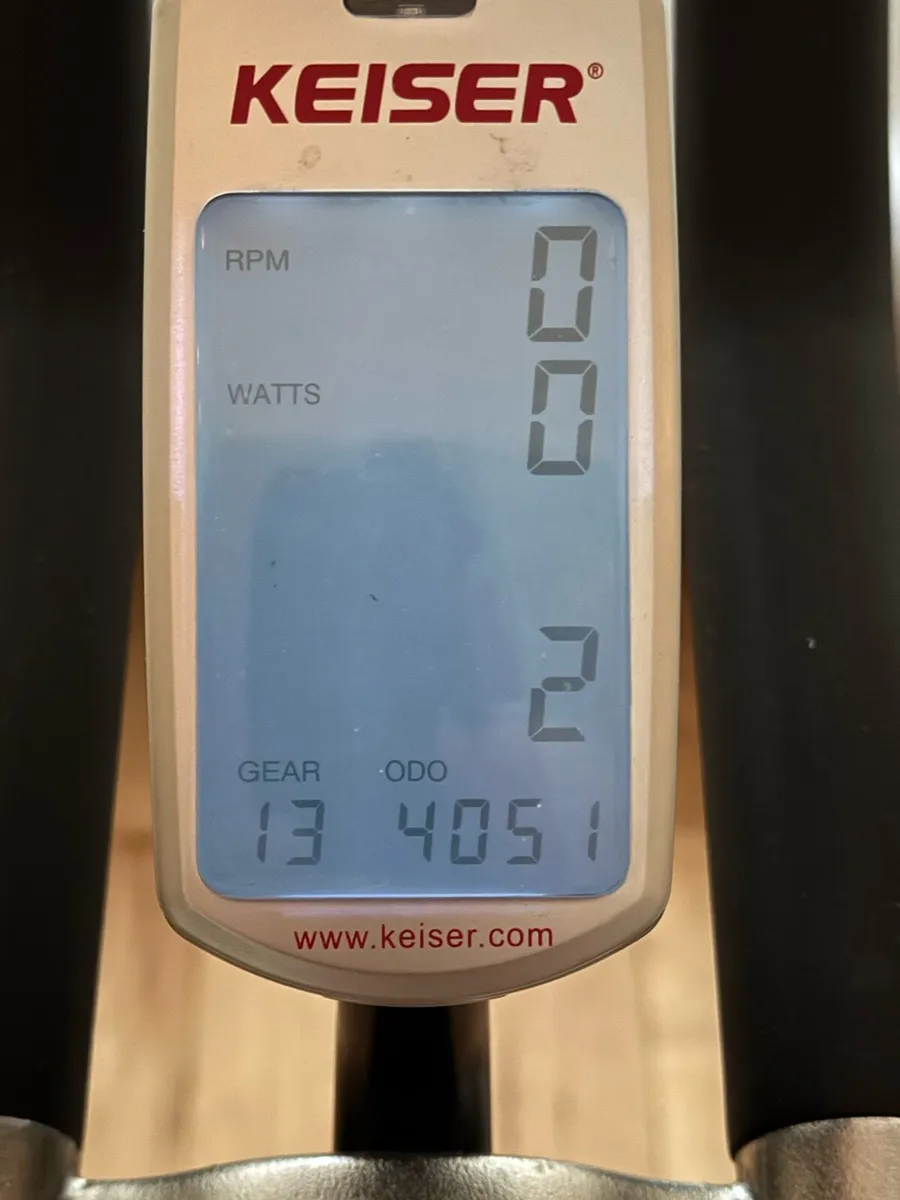 KEISER®
RPM 0
WATTS 0
2
GEAR ODO
13 4051
www.keiser.com